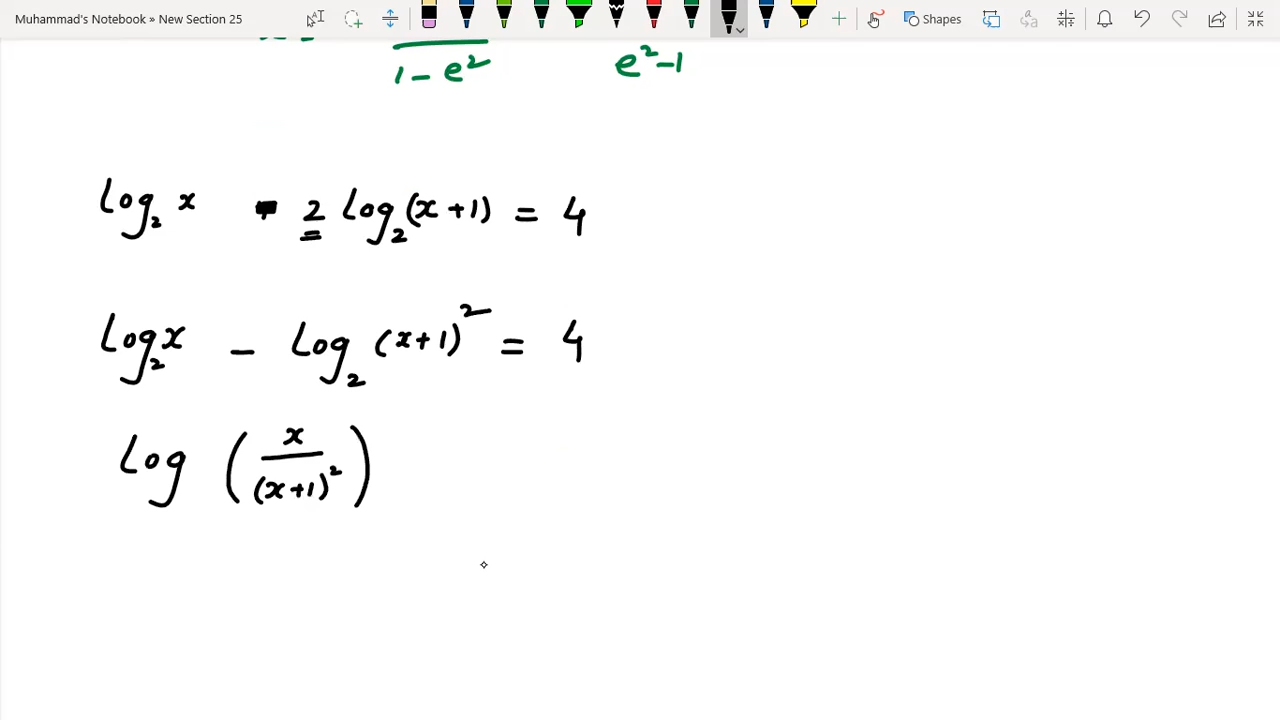 Muhammad's Notebook » New Section 25
Shapes
1 - e² e² - 1
log₂ x - 2 log₂ (x + 1) = 4
log₂ x - log₂ (x + 1)² = 4
log ( x / (x + 1)² )